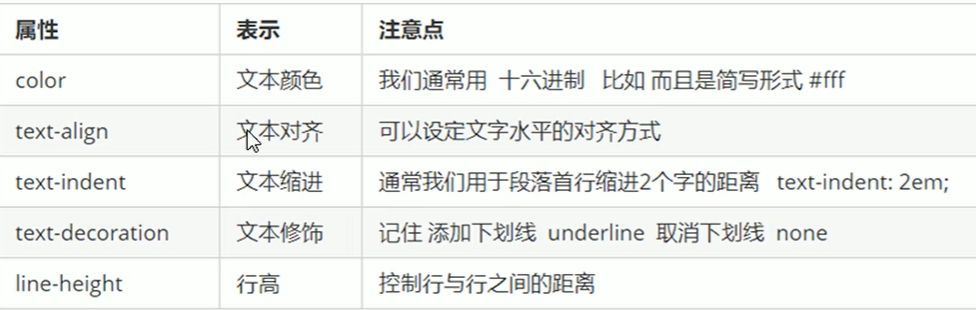 属性 表示 注意点
color 文本颜色 我们通常用 十六进制 比如 而且是简写形式 #fff
text-align 文本对齐 可以设定文字水平的对齐方式
text-indent 文本缩进 通常我们用于段落首行缩进2个字的距离 text-indent: 2em;
text-decoration 文本修饰 记住 添加下划线 underline 取消下划线 none
line-height 行高 控制行与行之间的距离